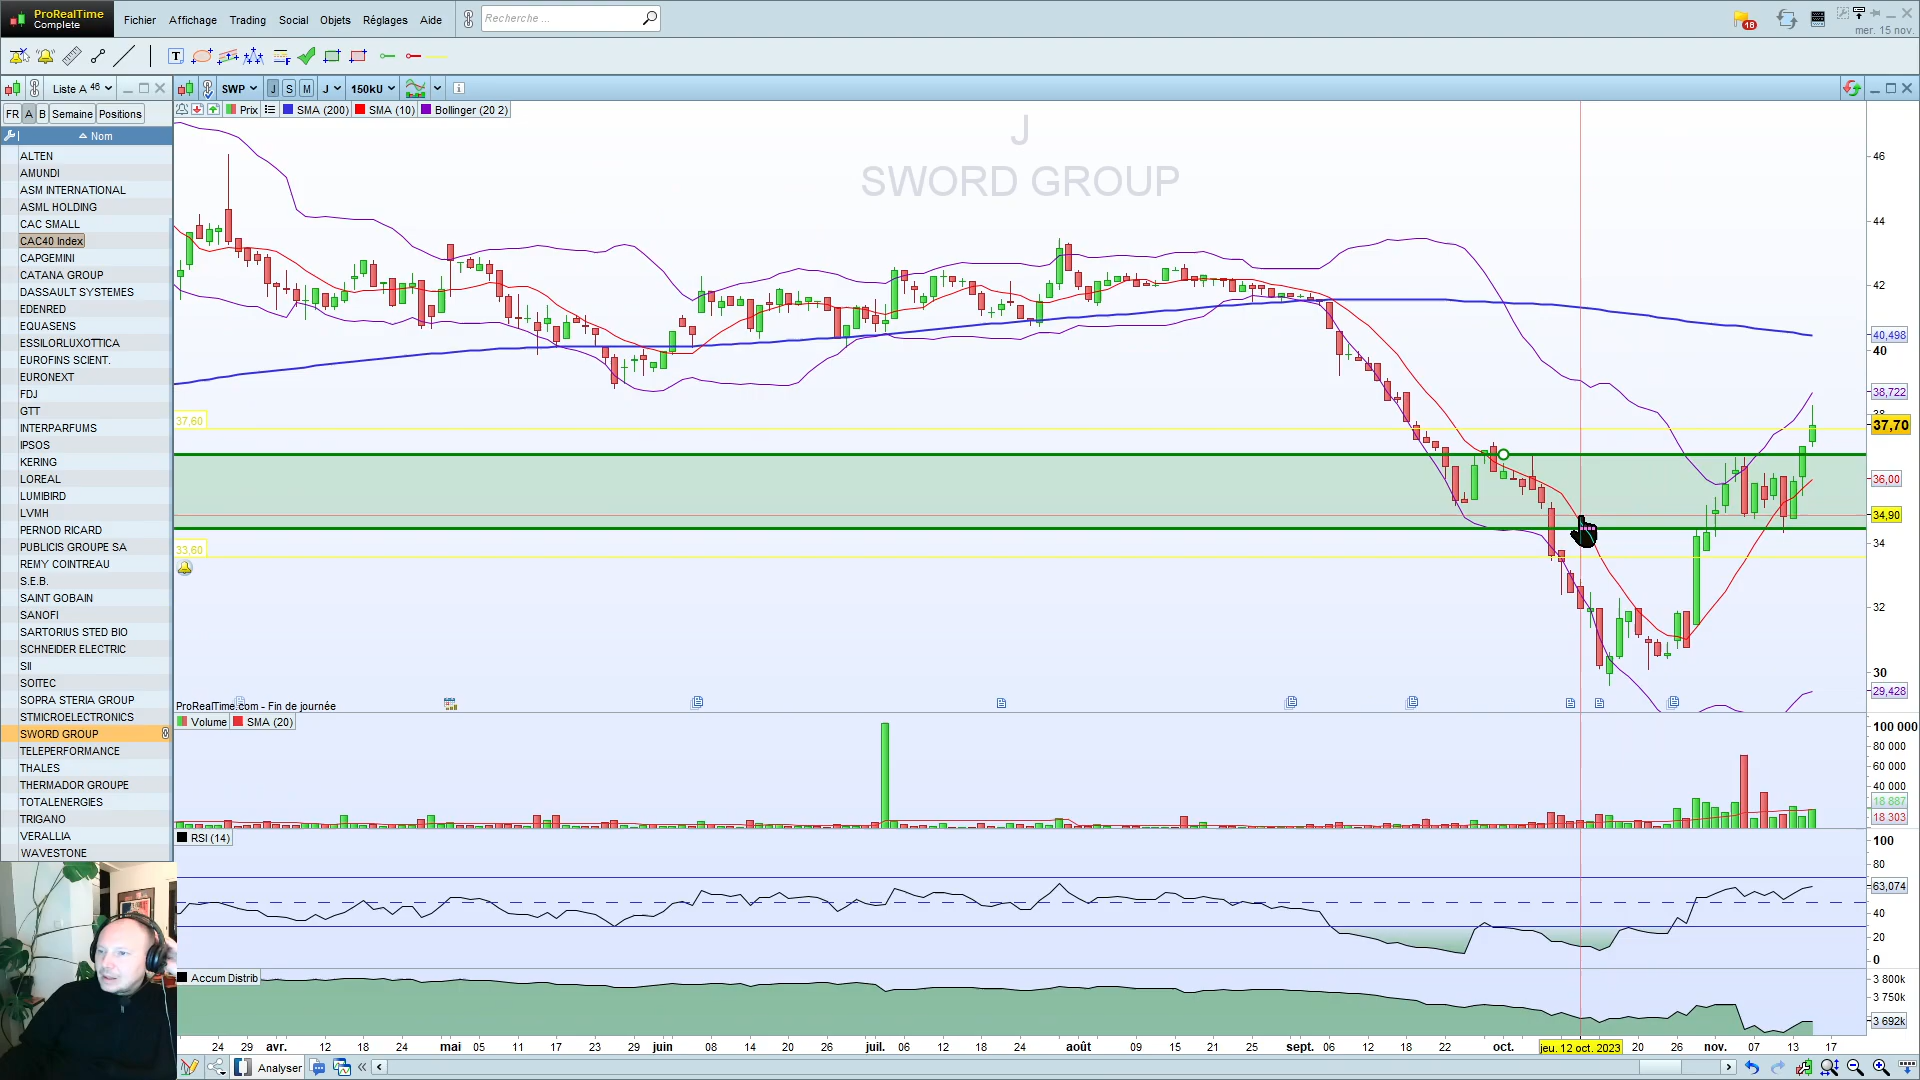 ProRealTime
Complete
Fichier
Affichage
Trading
Social
Objets
Réglages
Aide
Recherche ...
18
mer. 15 nov.
Liste A 46
SWP
J
S
M
J
150kU
FR
A
B
Semaine
Positions
Prix
SMA (200)
SMA (10)
Bollinger (20 2)
Nom
ALTEN
AMUNDI
ASM INTERNATIONAL
ASML HOLDING
CAC SMALL
CAC40 Index
CAPGEMINI
CATANA GROUP
DASSAULT SYSTEMES
EDENRED
EQUASENS
ESSILORLUXOTTICA
EUROFINS SCIENT.
EURONEXT
FDJ
GTT
INTERPARFUMS
IPSOS
KERING
LOREAL
LUMIBIRD
LVMH
PERNOD RICARD
PUBLICIS GROUPE SA
REMY COINTREAU
S.E.B.
SAINT GOBAIN
SANOFI
SARTORIUS STED BIO
SCHNEIDER ELECTRIC
SII
SOITEC
SOPRA STERIA GROUP
STMICROELECTRONICS
SWORD GROUP
TELEPERFORMANCE
THALES
THERMADOR GROUPE
TOTALENERGIES
TRIGANO
VERALLIA
WAVESTONE
J
SWORD GROUP
46
44
42
40,498
40
38,722
38
37,70
36,00
34,90
34
32
30
29,428
37,60
33,60
ProRealTime.com - Fin de journée
Volume
SMA (20)
100 000
80 000
60 000
40 000
18 887
18 303
RSI (14)
100
80
63,074
40
20
0
Accum Distrib
3 800k
3 750k
3 692k
24 29 avr. 12 18 24 mai 05 11 17 23 29 juin 08 14 20 26 juil. 06 12 18 24 août 09 15 21 25 sept. 06 12 18 22 oct. jeu. 12 oct. 2023 20 26 nov. 07 13 17
Analyser